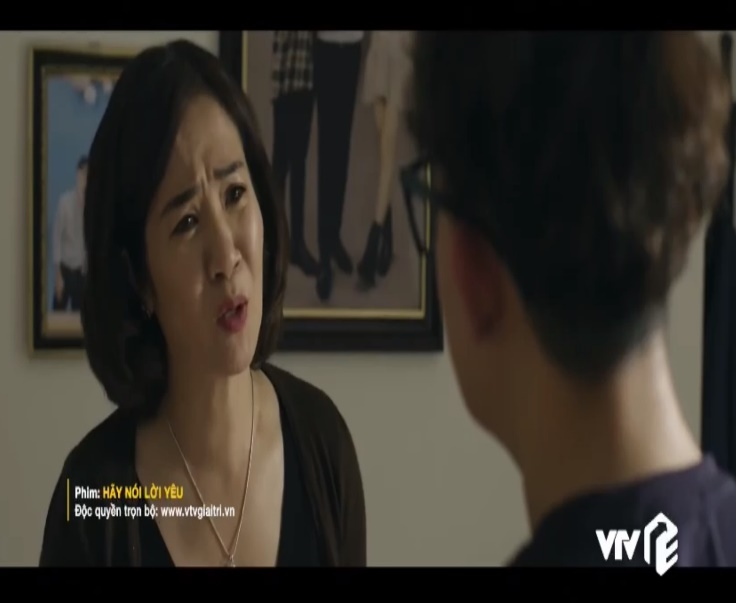 Phim: HÃY NÓI LỜI YÊU
Độc quyền trọn bộ: www.vtvgiaitri.vn
VTV